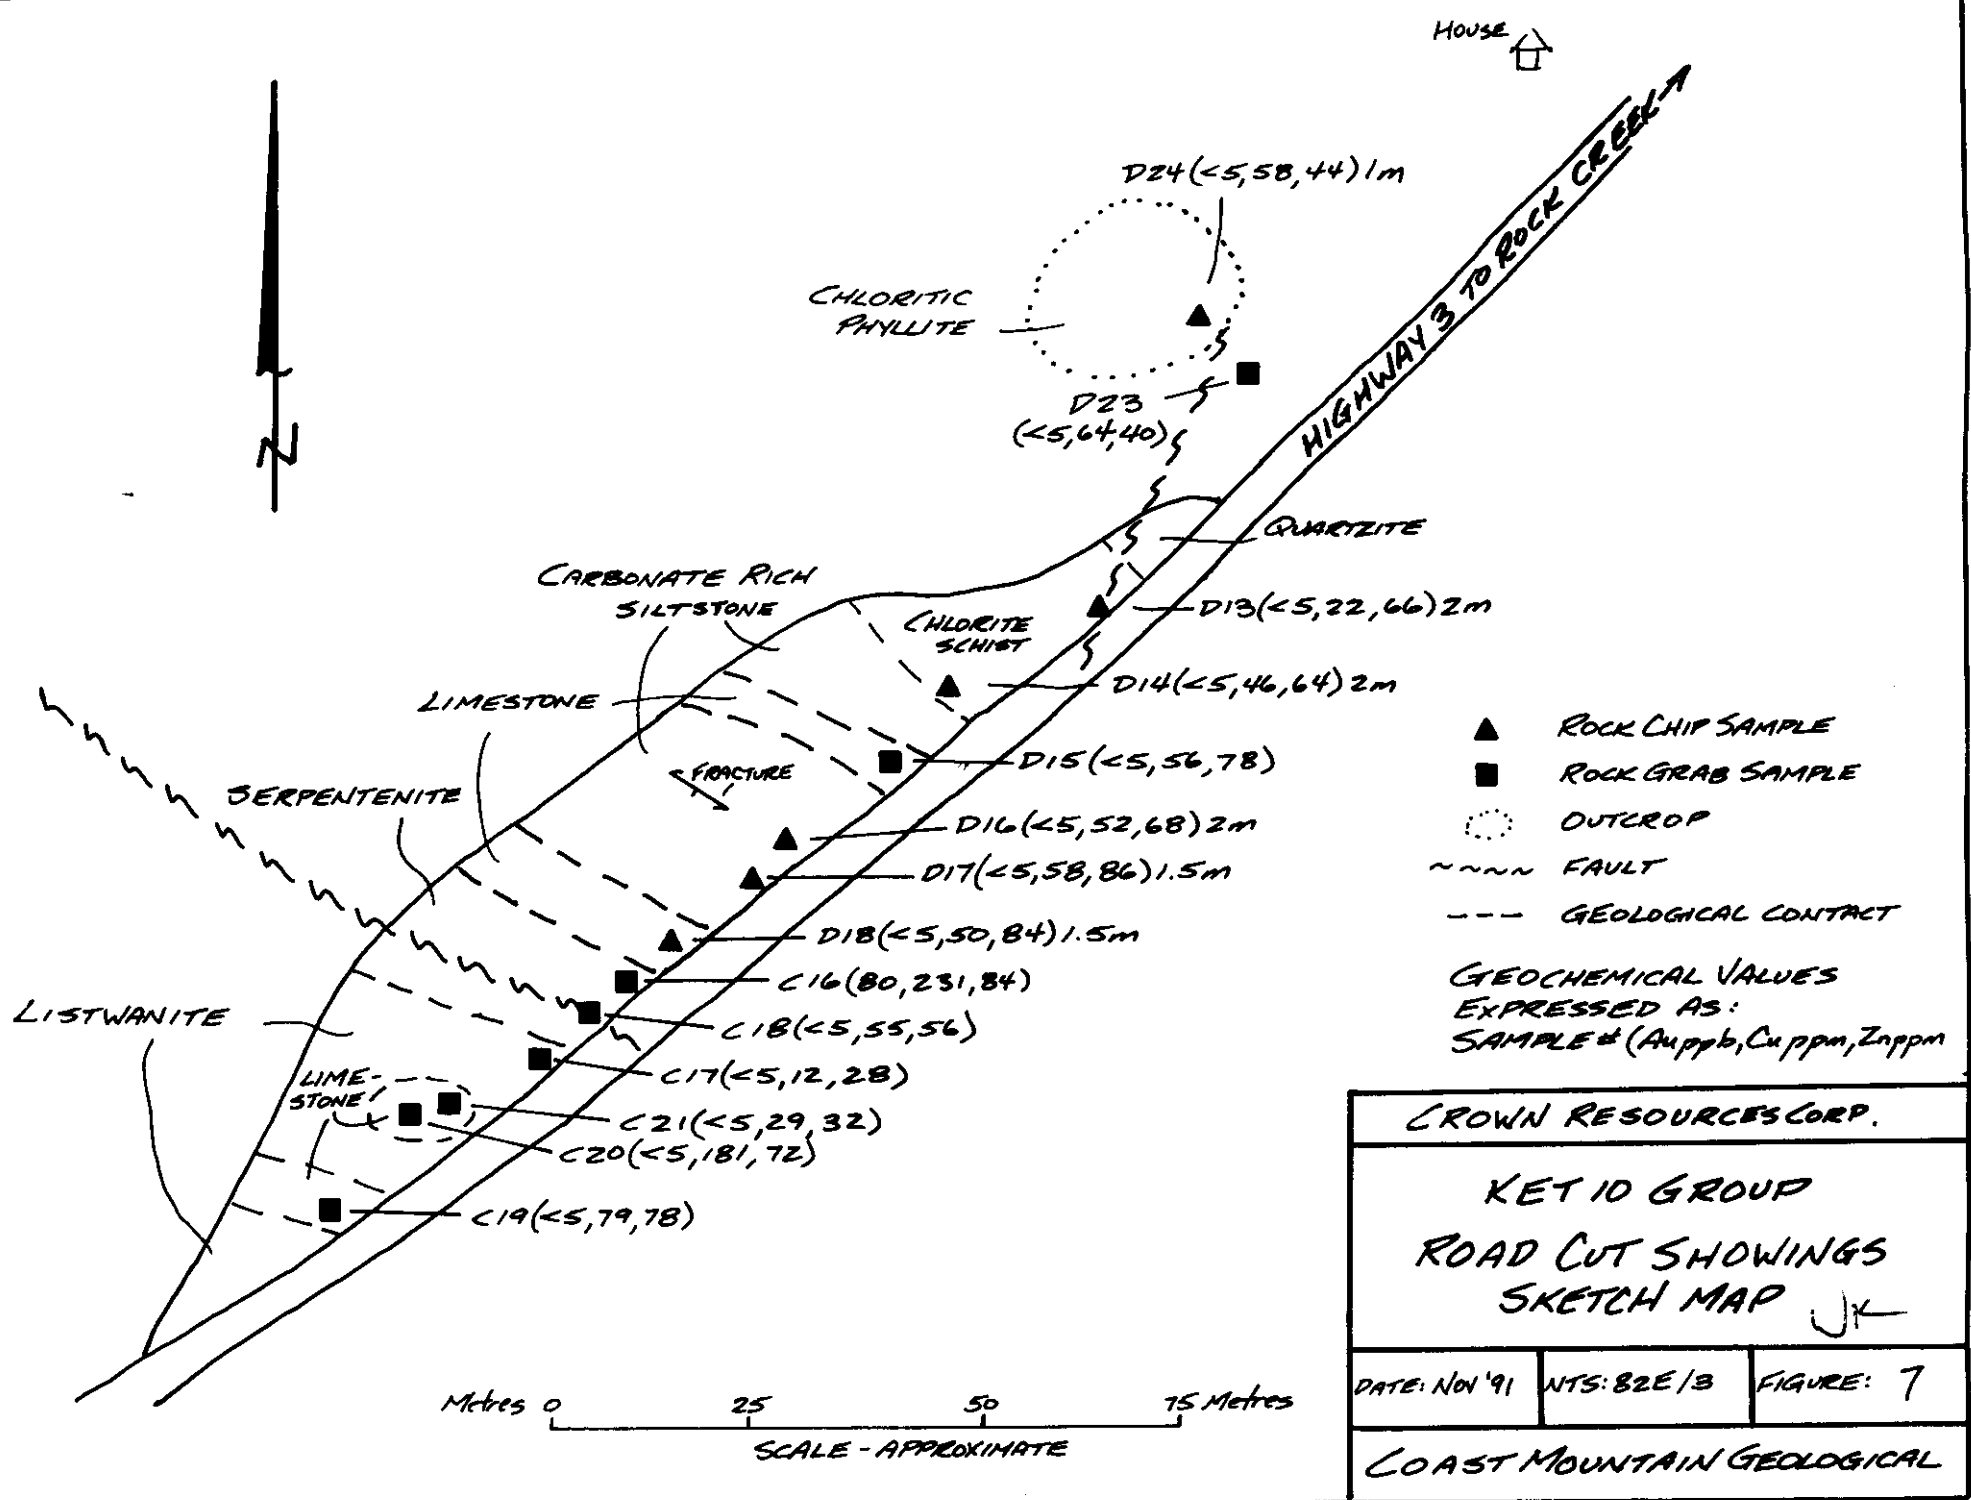 HOUSE
HIGHWAY 3 TO ROCK CREEK
N
D24(<5,58,44)1m
CHLORITIC
PHYLLITE
D23
(<5,64,40)
QUARTZITE
CARBONATE RICH
SILTSTONE
CHLORITE
SCHIST
D13(<5,22,66)2m
D14(<5,46,64)2m
LIMESTONE
D15(<5,56,78)
FRACTURE
SERPENTENITE
D16(<5,52,68)2m
D17(<5,58,86)1.5m
D18(<5,50,84)1.5m
C16(80,231,84)
LISTWANITE
C18(<5,55,56)
C17(<5,12,28)
LIME-
STONE
C21(<5,29,32)
C20(<5,181,72)
C19(<5,79,78)
ROCK CHIP SAMPLE
ROCK GRAB SAMPLE
OUTCROP
FAULT
GEOLOGICAL CONTACT
GEOCHEMICAL VALUES
EXPRESSED AS:
SAMPLE # (Auppb,Cuppm,Znppm
Metres 0 25 50 75 Metres
SCALE - APPROXIMATE
CROWN RESOURCES CORP.
KET 10 GROUP
ROAD CUT SHOWINGS
SKETCH MAP
DATE: NOV '91
NTS: 82E/3
FIGURE: 7
COAST MOUNTAIN GEOLOGICAL